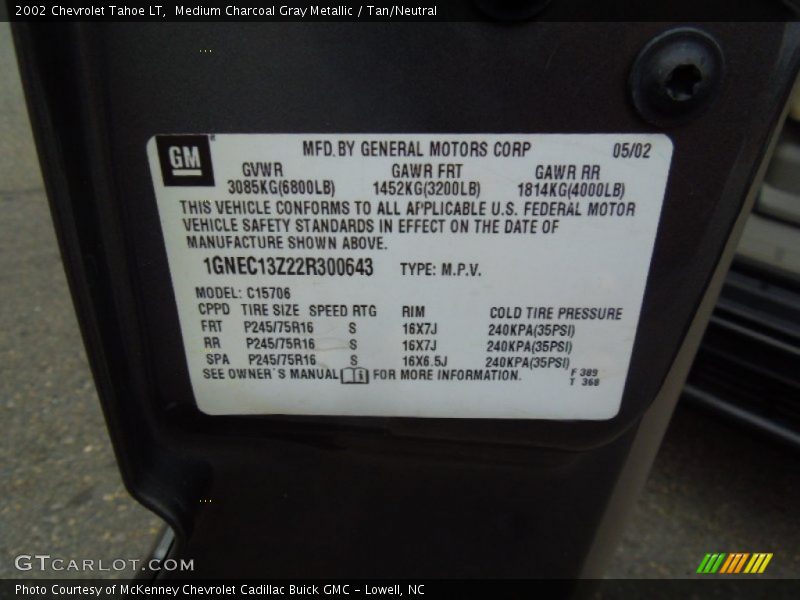 2002 Chevrolet Tahoe LT, Medium Charcoal Gray Metallic / Tan/Neutral
GM MFD. BY GENERAL MOTORS CORP 05/02
GVWR GAWR FRT GAWR RR
3085KG(6800LB) 1452KG(3200LB) 1814KG(4000LB)
THIS VEHICLE CONFORMS TO ALL APPLICABLE U.S. FEDERAL MOTOR
VEHICLE SAFETY STANDARDS IN EFFECT ON THE DATE OF
MANUFACTURE SHOWN ABOVE.
1GNEC13Z22R300643 TYPE: M.P.V.
MODEL: C15706
CPPD TIRE SIZE SPEED RTG RIM COLD TIRE PRESSURE
FRT P245/75R16 S 16X7J 240KPA(35PSI)
RR P245/75R16 S 16X7J 240KPA(35PSI)
SPA P245/75R16 S 16X6.5J 240KPA(35PSI)
SEE OWNER'S MANUAL FOR MORE INFORMATION. F 389
T 368
GTCARLOT.COM
Photo Courtesy of McKenney Chevrolet Cadillac Buick GMC - Lowell, NC